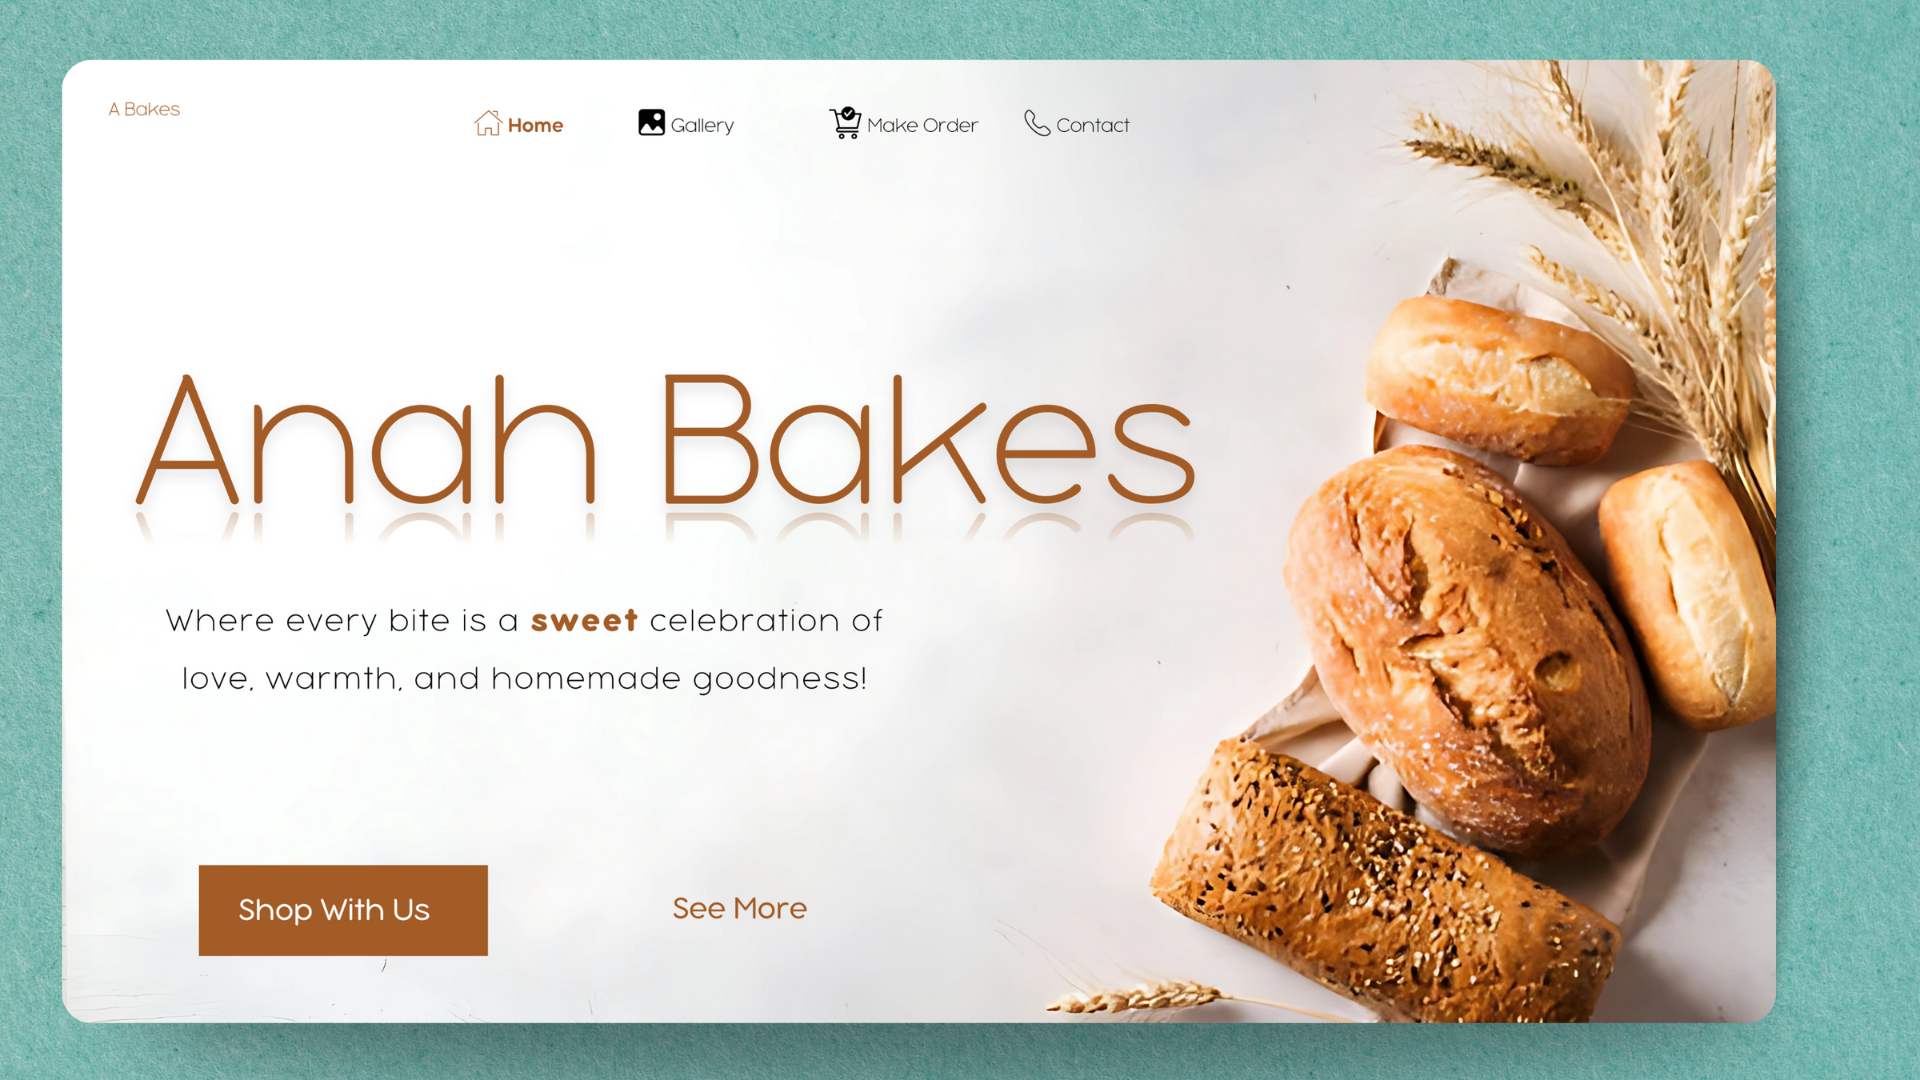 A Bakes
Home
Gallery
Make Order
Contact
Anah Bakes
Where every bite is a sweet celebration of
love, warmth, and homemade goodness!
Shop With Us
See More